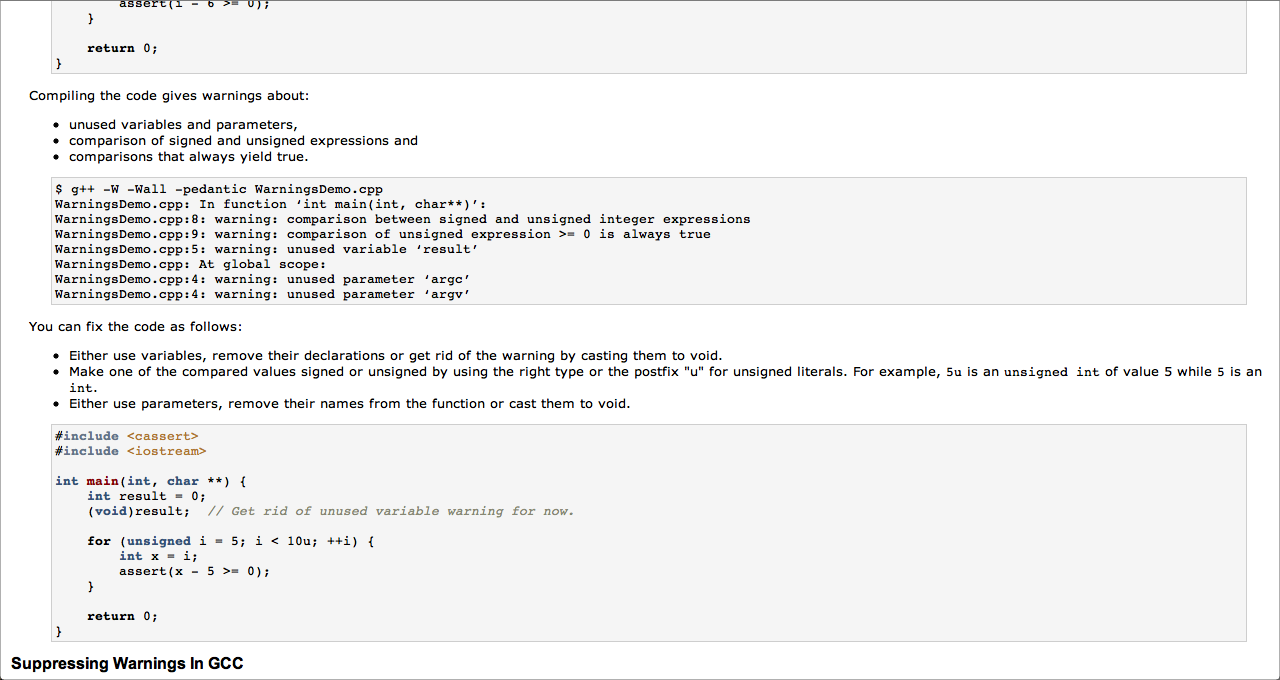 assert(i - 6 >= 0);
}
return 0;
}
Compiling the code gives warnings about:
• unused variables and parameters,
• comparison of signed and unsigned expressions and
• comparisons that always yield true.
$ g++ -W -Wall -pedantic WarningsDemo.cpp
WarningsDemo.cpp: In function ‘int main(int, char**)’:
WarningsDemo.cpp:8: warning: comparison between signed and unsigned integer expressions
WarningsDemo.cpp:9: warning: comparison of unsigned expression >= 0 is always true
WarningsDemo.cpp:5: warning: unused variable ‘result’
WarningsDemo.cpp: At global scope:
WarningsDemo.cpp:4: warning: unused parameter ‘argc’
WarningsDemo.cpp:4: warning: unused parameter ‘argv’
You can fix the code as follows:
• Either use variables, remove their declarations or get rid of the warning by casting them to void.
• Make one of the compared values signed or unsigned by using the right type or the postfix "u" for unsigned literals. For example, 5u is an unsigned int of value 5 while 5 is an
int.
• Either use parameters, remove their names from the function or cast them to void.
#include <cassert>
#include <iostream>
int main(int, char **) {
int result = 0;
(void)result;  // Get rid of unused variable warning for now.
for (unsigned i = 5; i < 10u; ++i) {
int x = i;
assert(x - 5 >= 0);
}
return 0;
}
Suppressing Warnings In GCC